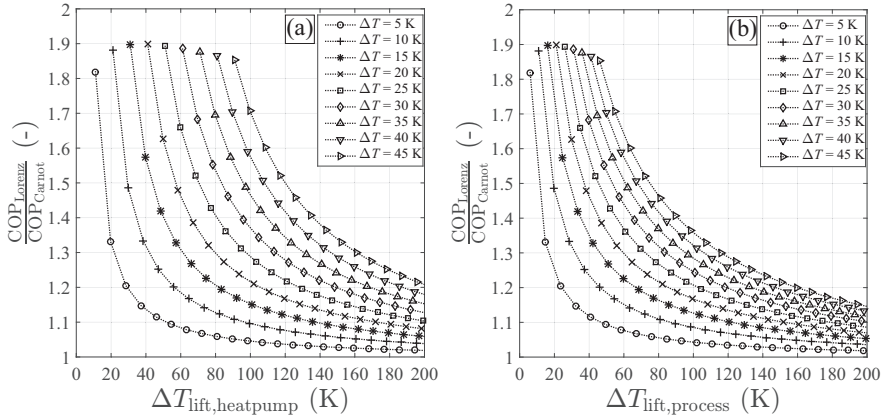 (a)
ΔT = 5 K
ΔT = 10 K
ΔT = 15 K
ΔT = 20 K
ΔT = 25 K
ΔT = 30 K
ΔT = 35 K
ΔT = 40 K
ΔT = 45 K
2
1.9
1.8
1.7
1.6
1.5
1.4
1.3
1.2
1.1
1
COP_Lorenz / COP_Carnot (-)
0 20 40 60 80 100 120 140 160 180 200
ΔT_lift,heatpump (K)
(b)
ΔT = 5 K
ΔT = 10 K
ΔT = 15 K
ΔT = 20 K
ΔT = 25 K
ΔT = 30 K
ΔT = 35 K
ΔT = 40 K
ΔT = 45 K
2
1.9
1.8
1.7
1.6
1.5
1.4
1.3
1.2
1.1
1
COP_Lorenz / COP_Carnot (-)
0 20 40 60 80 100 120 140 160 180 200
ΔT_lift,process (K)